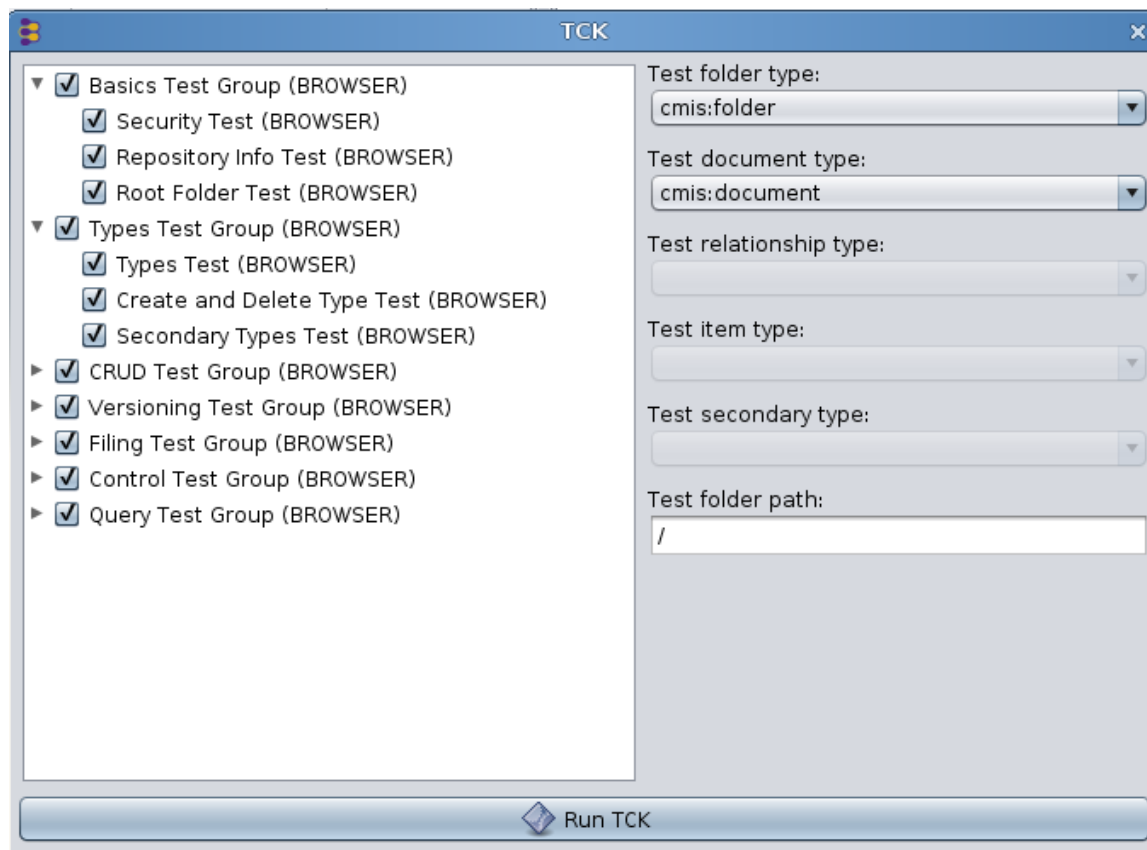 TCK
Basics Test Group (BROWSER)
Security Test (BROWSER)
Repository Info Test (BROWSER)
Root Folder Test (BROWSER)
Types Test Group (BROWSER)
Types Test (BROWSER)
Create and Delete Type Test (BROWSER)
Secondary Types Test (BROWSER)
CRUD Test Group (BROWSER)
Versioning Test Group (BROWSER)
Filing Test Group (BROWSER)
Control Test Group (BROWSER)
Query Test Group (BROWSER)
Test folder type:
cmis:folder
Test document type:
cmis:document
Test relationship type:
Test item type:
Test secondary type:
Test folder path:
/
Run TCK